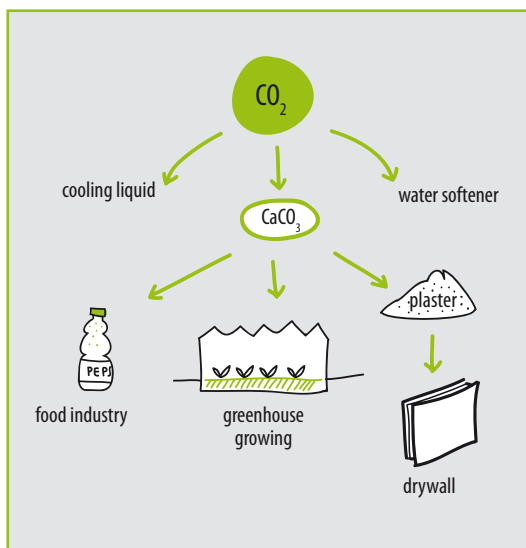 CO₂
cooling liquid
water softener
CaCO₃
plaster
PEPS
food industry
greenhouse
growing
drywall